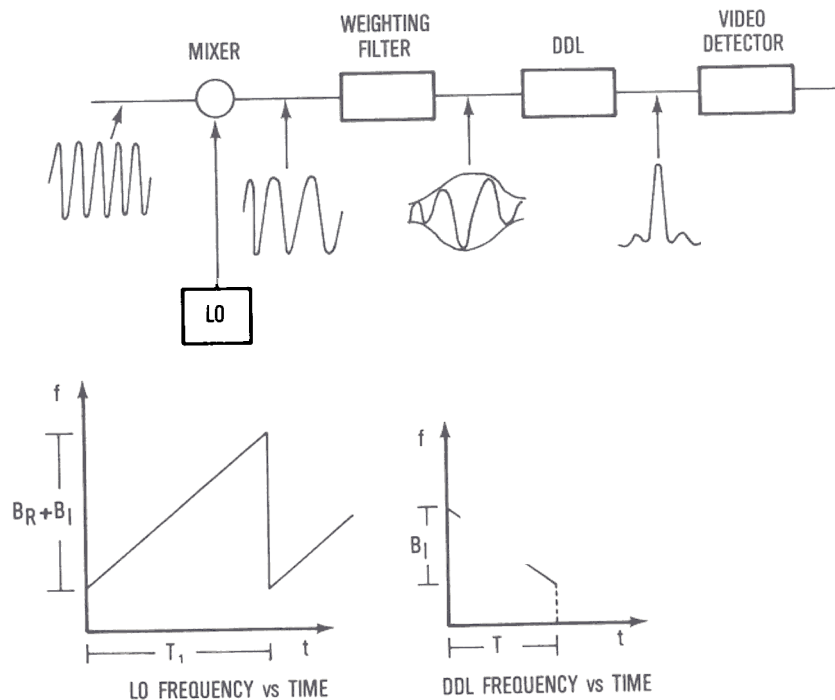 MIXER
WEIGHTING
FILTER
DDL
VIDEO
DETECTOR
LO
f
B_R+B_I
T_1
t
LO FREQUENCY vs TIME
f
B_I
T
t
DDL FREQUENCY vs TIME